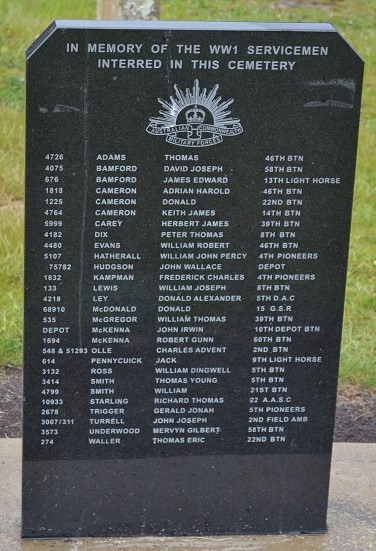 IN MEMORY OF THE WW1 SERVICEMEN
INTERRED IN THIS CEMETERY
AUSTRALIAN COMMONWEALTH
MILITARY FORCES
4726 ADAMS THOMAS 46TH BTN
4075 BAMFORD DAVID JOSEPH 58TH BTN
676 BAMFORD JAMES EDWARD 13TH LIGHT HORSE
1818 CAMERON ADRIAN HAROLD 46TH BTN
1225 CAMERON DONALD 22ND BTN
4764 CAMERON KEITH JAMES 14TH BTN
5999 CAREY HERBERT JAMES 39TH BTN
4182 DIX PETER THOMAS 8TH BTN
4480 EVANS WILLIAM ROBERT 46TH BTN
5107 HATHERALL WILLIAM JOHN PERCY 4TH PIONEERS
75782 HUDGSON JOHN WALLACE DEPOT
1632 KAMPMAN FREDERICK CHARLES 4TH PIONEERS
133 LEWIS WILLIAM JOSEPH 8TH BTN
4218 LEY DONALD ALEXANDER 5TH D.A.C
68910 McDONALD DONALD 15 G.S.R
535 McGREGOR WILLIAM THOMAS 39TH BTN
DEPOT McKENNA JOHN IRWIN 10TH DEPOT BTN
1694 McKENNA ROBERT GUNN 60TH BTN
548 & 51293 OLLE CHARLES ADVENT 2ND BTN
614 PENNYCUICK JACK 9TH LIGHT HORSE
3132 ROSS WILLIAM DINGWELL 5TH BTN
3414 SMITH THOMAS YOUNG 5TH BTN
4799 SMITH WILLIAM 21ST BTN
10933 STARLING RICHARD THOMAS 22 A.A.S.C
2678 TRIGGER GERALD JONAH 5TH PIONEERS
3007/311 TURRELL JOHN JOSEPH 2ND FIELD AMB
3573 UNDERWOOD MERVYN GILBERT 58TH BTN
274 WALLER THOMAS ERIC 22ND BTN